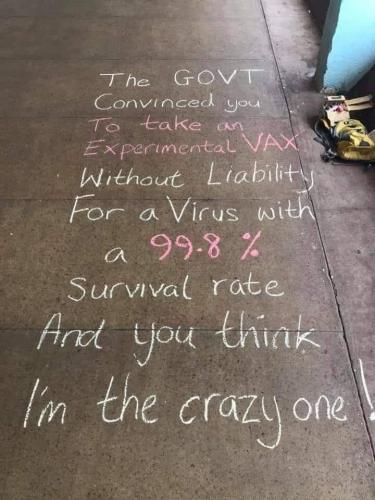 The GOVT
Convinced you
To take an
Experimental VAX
Without Liability
For a Virus with
a 99.8 %
Survival rate
And you think
I'm the crazy one!